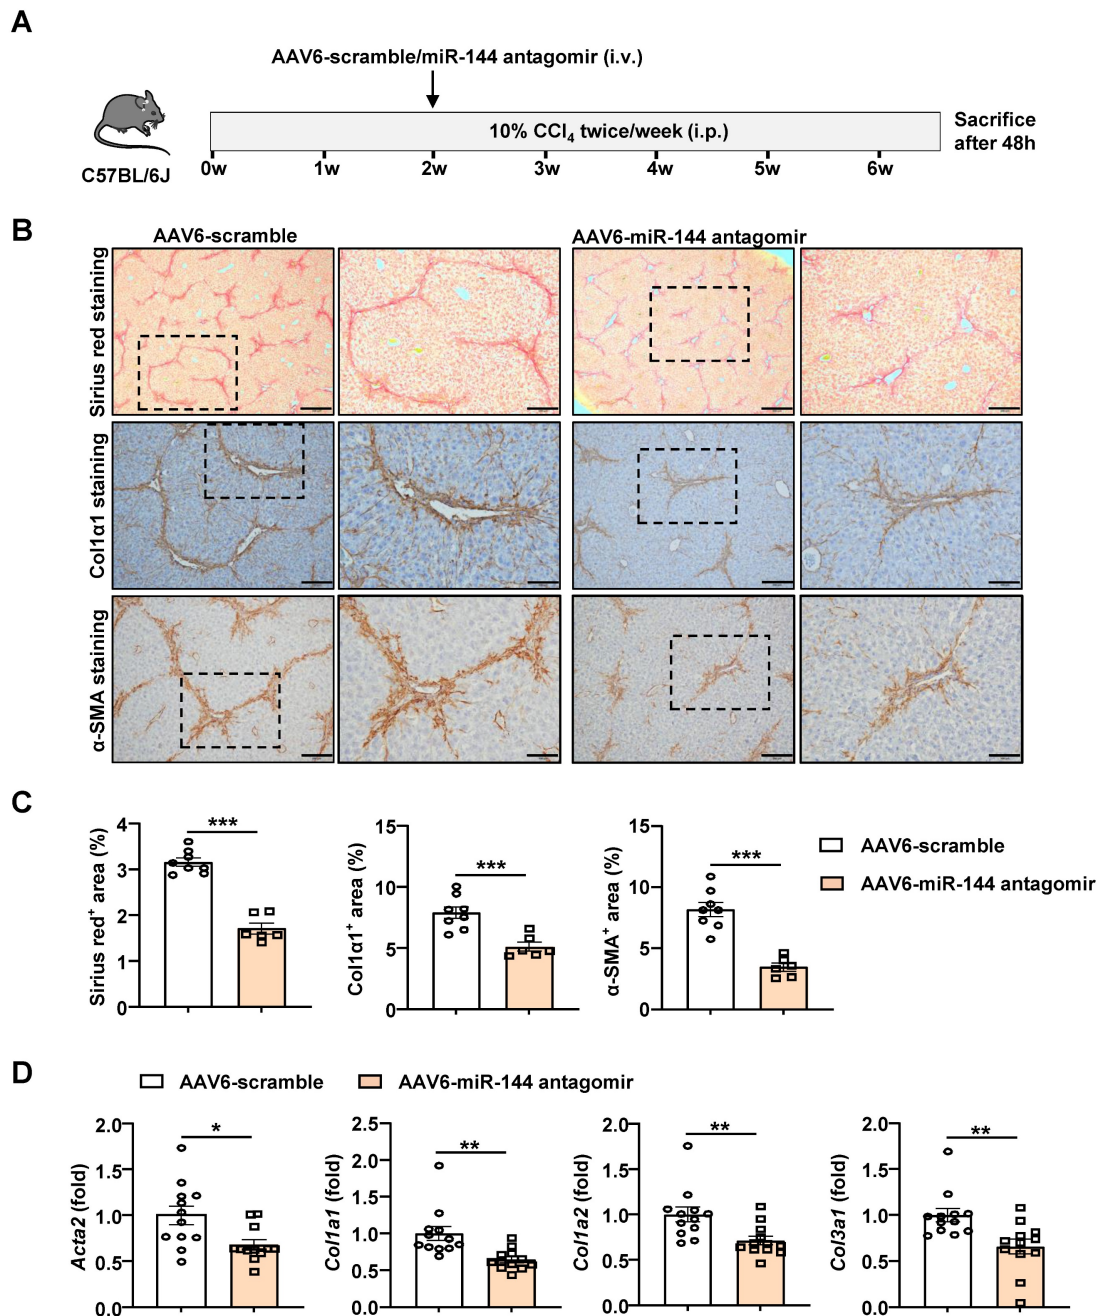 A
AAV6-scramble/miR-144 antagomir (i.v.)
10% CCl₄ twice/week (i.p.)
Sacrifice
after 48h
C57BL/6J
0w 1w 2w 3w 4w 5w 6w
B
AAV6-scramble AAV6-miR-144 antagomir
Sirius red staining
Col1α1 staining
α-SMA staining
C
Sirius red⁺ area (%)
4
3
2
1
0
***
Col1α1⁺ area (%)
15
10
5
0
***
α-SMA⁺ area (%)
15
10
5
0
***
AAV6-scramble
AAV6-miR-144 antagomir
D
AAV6-scramble AAV6-miR-144 antagomir
Acta2 (fold)
2.0
1.5
1.0
0.5
0.0
*
Col1a1 (fold)
2.5
2.0
1.5
1.0
0.5
0.0
**
Col1a2 (fold)
2.0
1.5
1.0
0.5
0.0
**
Col3a1 (fold)
2.0
1.5
1.0
0.5
0.0
**